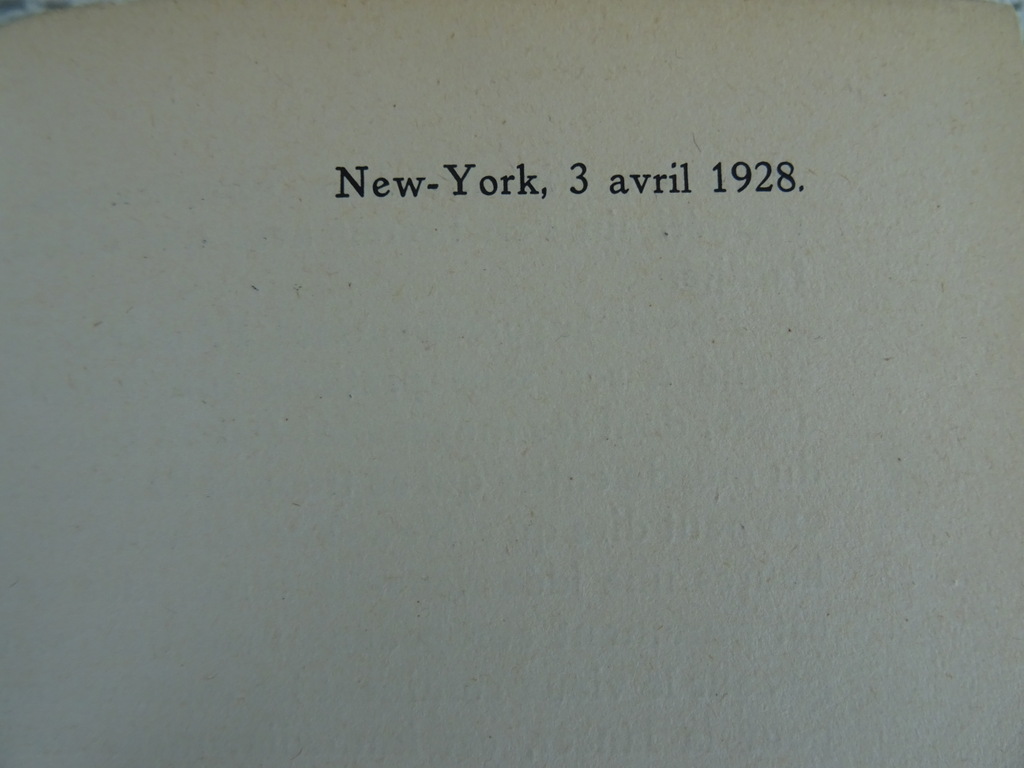 New-York, 3 avril 1928.